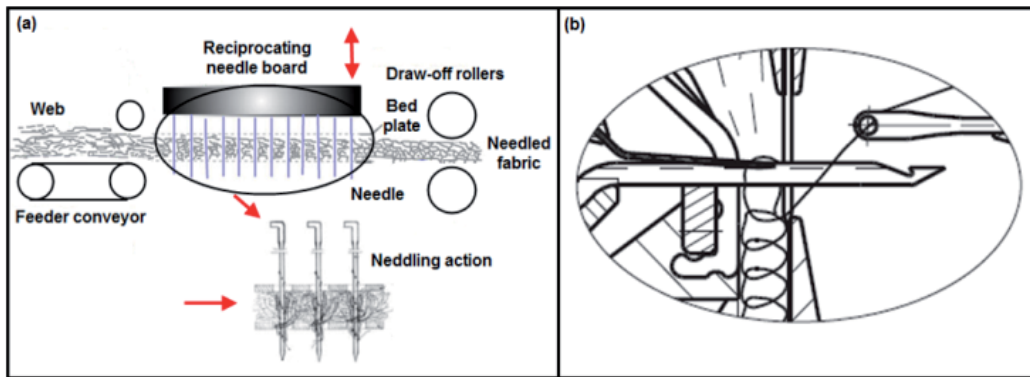 (a)
Reciprocating
needle board
Draw-off rollers
Web
Bed
plate
Needled
fabric
Needle
Feeder conveyor
Neddling action
(b)